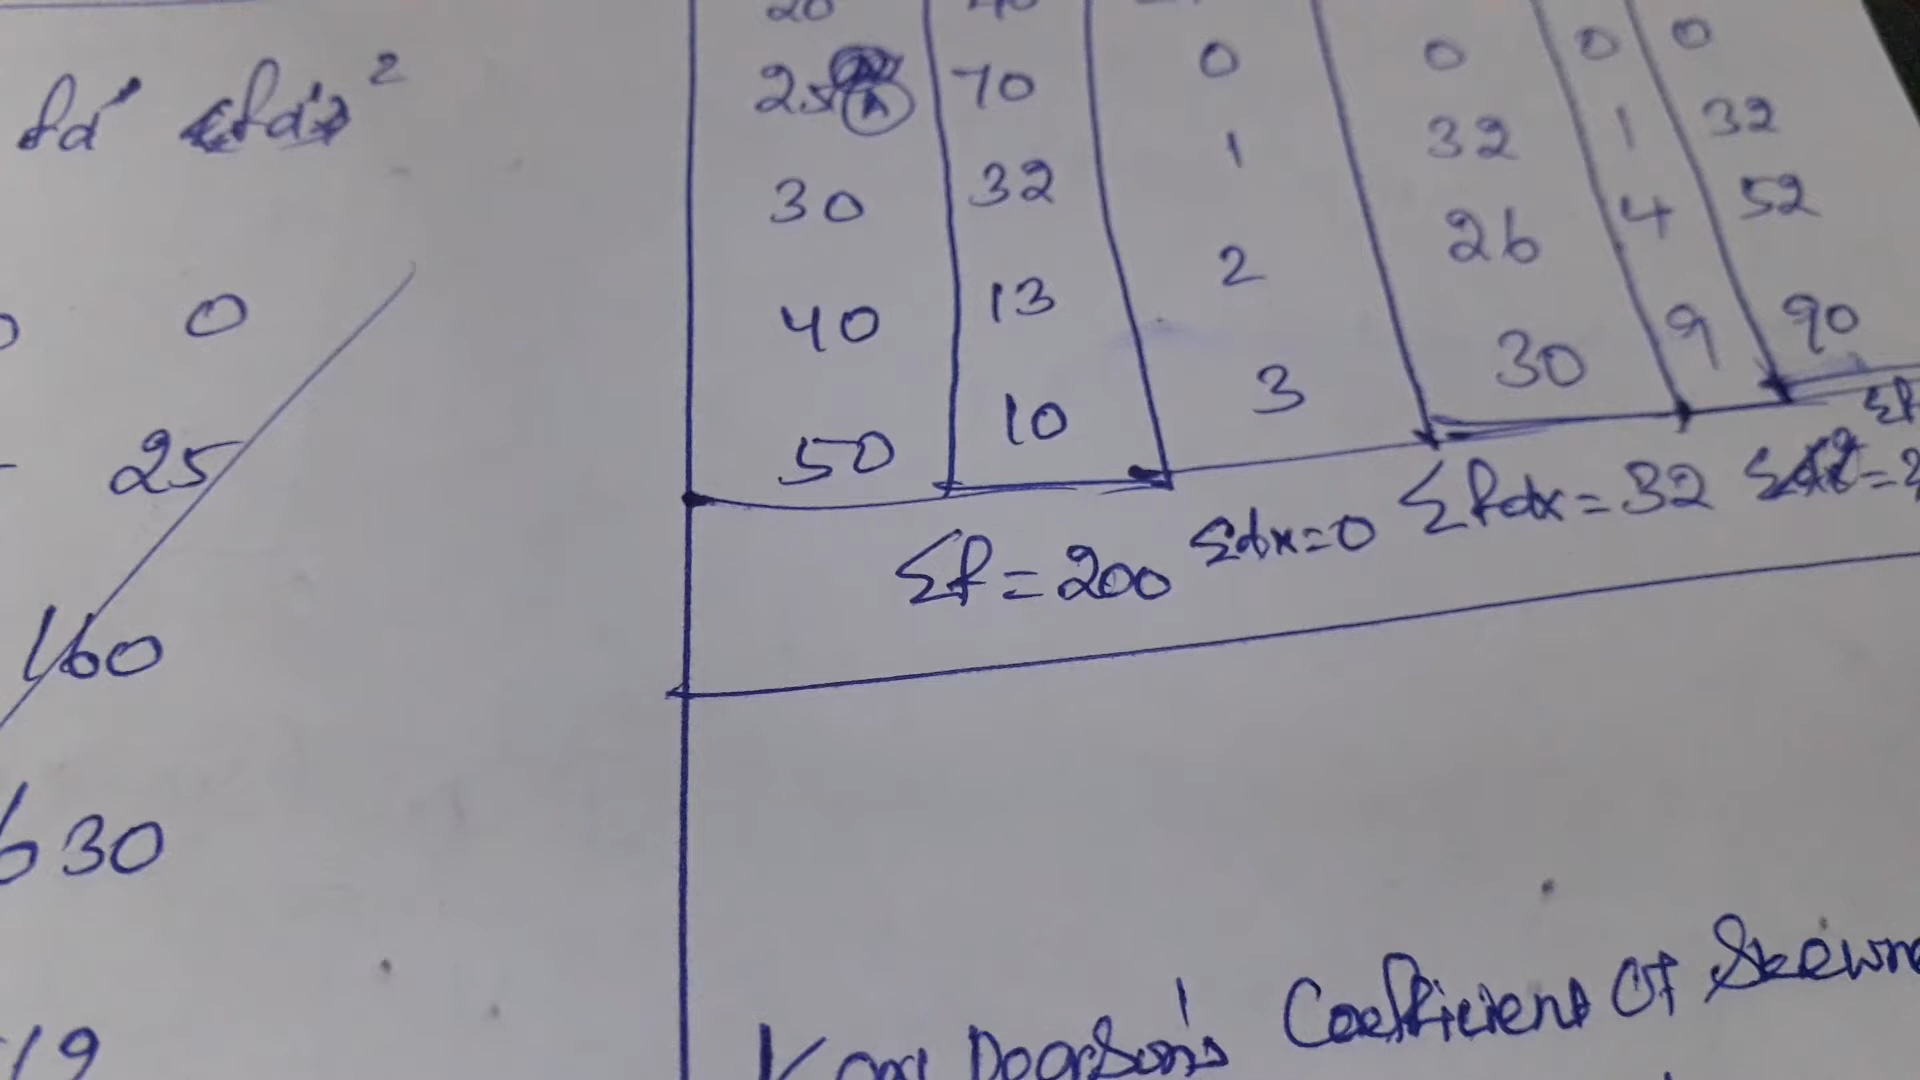 fd' fd'²
0
25
160
630
19
20 40
25 A 70 0 0 0 0
30 32 1 32 1 32
40 13 2 26 4 52
50 10 3 30 9 90
Σf = 200 Σdx=0 Σfdx = 32
Coefficient Of